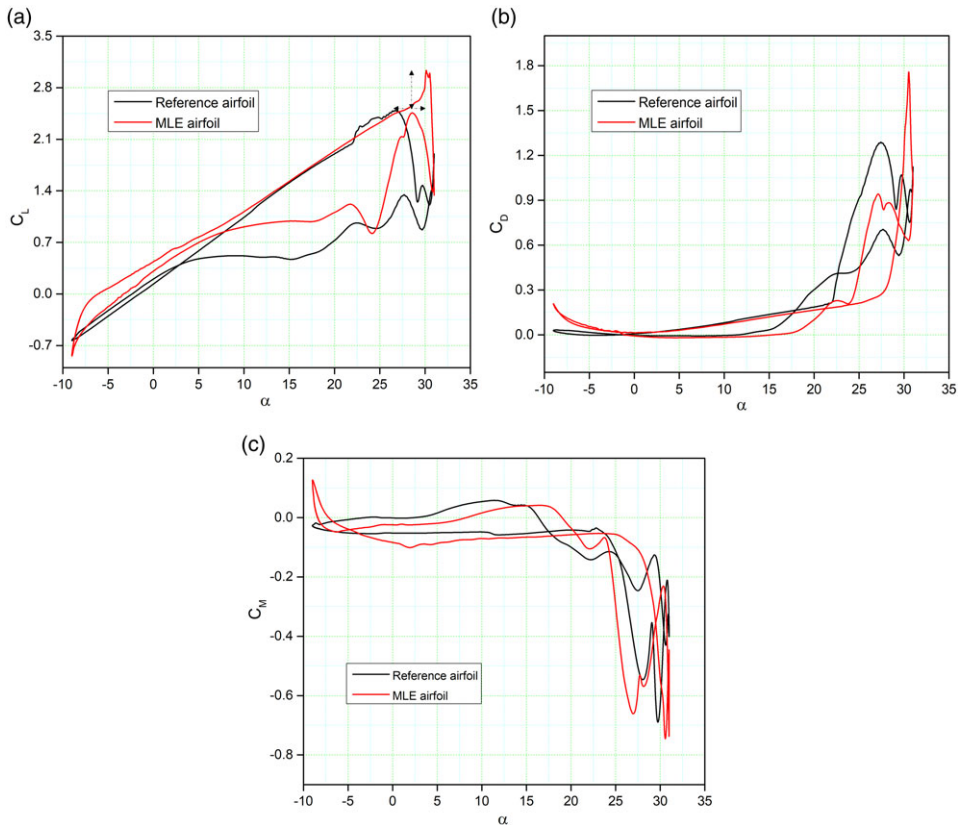 (a)
3.5
2.8
2.1
1.4
0.7
0.0
-0.7
C_L
Reference airfoil
MLE airfoil
-10 -5 0 5 10 15 20 25 30 35
α
(b)
1.8
1.5
1.2
0.9
0.6
0.3
0.0
C_D
Reference airfoil
MLE airfoil
-10 -5 0 5 10 15 20 25 30 35
α
(c)
0.2
0.0
-0.2
-0.4
-0.6
-0.8
C_M
Reference airfoil
MLE airfoil
-10 -5 0 5 10 15 20 25 30 35
α